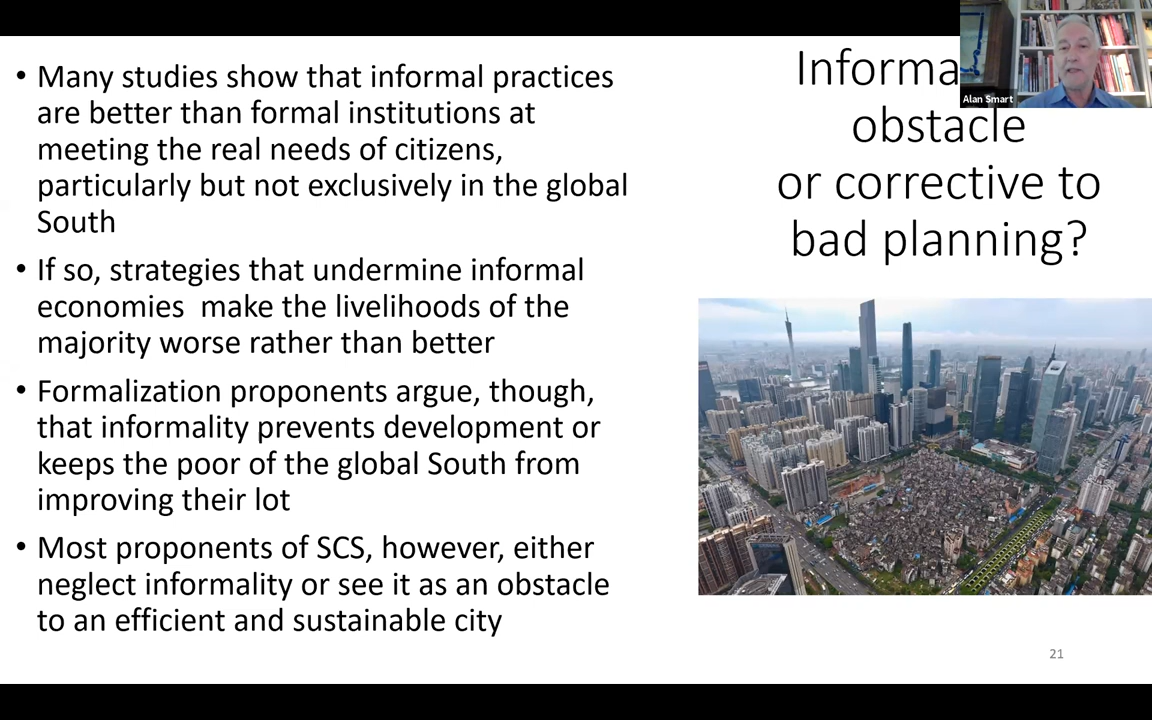 • Many studies show that informal practices
are better than formal institutions at
meeting the real needs of citizens,
particularly but not exclusively in the global
South
• If so, strategies that undermine informal
economies  make the livelihoods of the
majority worse rather than better
• Formalization proponents argue, though,
that informality prevents development or
keeps the poor of the global South from
improving their lot
• Most proponents of SCS, however, either
neglect informality or see it as an obstacle
to an efficient and sustainable city
Informa
obstacle
or corrective to
bad planning?
Alan Smart
21